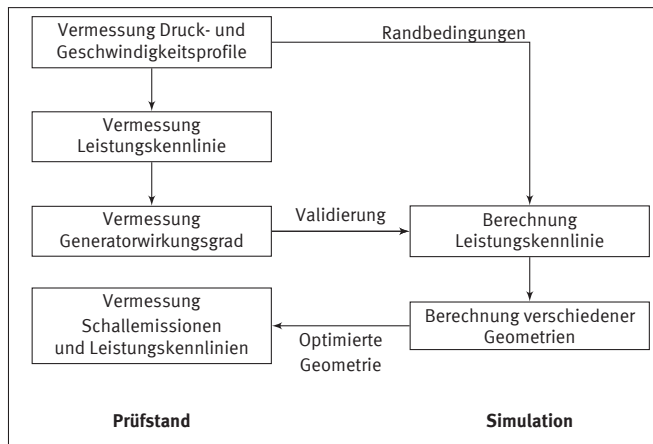 Vermessung Druck- und
Geschwindigkeitsprofile
Randbedingungen
Vermessung
Leistungskennlinie
Vermessung
Generatorwirkungsgrad
Validierung
Berechnung
Leistungskennlinie
Vermessung
Schallemissionen
und Leistungskennlinien
Optimierte
Geometrie
Berechnung verschiedener
Geometrien
Prüfstand
Simulation